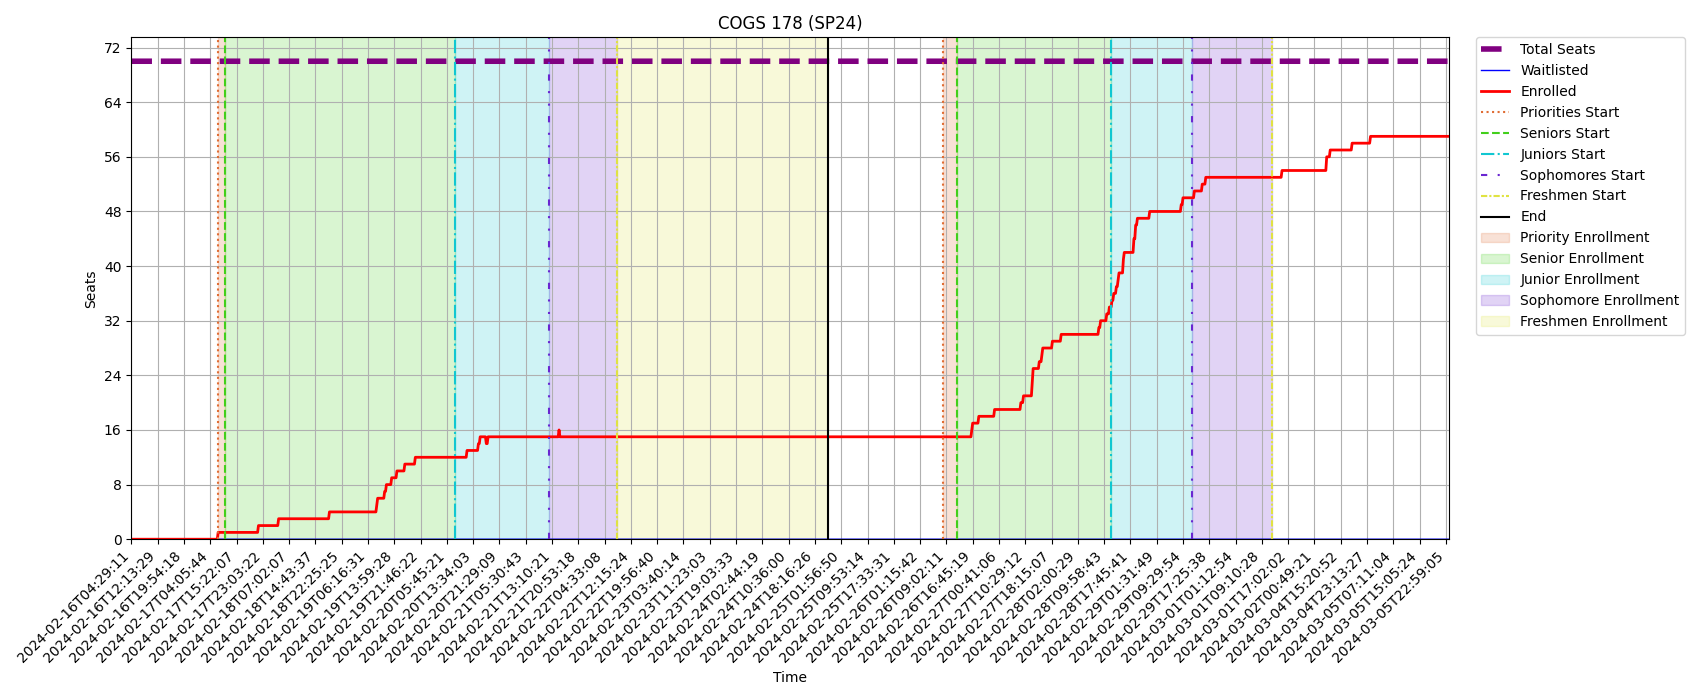 COGS 178 (SP24)
72
64
56
48
40
32
24
16
8
0
Seats
2024-02-16T04:29:11
2024-02-16T12:13:29
2024-02-16T19:54:18
2024-02-17T04:05:44
2024-02-17T15:22:07
2024-02-17T23:03:22
2024-02-18T07:02:07
2024-02-18T14:43:37
2024-02-18T22:25:25
2024-02-19T06:16:31
2024-02-19T13:59:28
2024-02-19T21:46:22
2024-02-20T05:45:21
2024-02-20T13:34:03
2024-02-20T21:29:09
2024-02-21T05:30:43
2024-02-21T13:10:21
2024-02-21T20:53:18
2024-02-22T04:33:08
2024-02-22T12:15:24
2024-02-22T19:56:40
2024-02-23T03:40:14
2024-02-23T11:23:03
2024-02-23T19:03:33
2024-02-24T02:44:19
2024-02-24T10:36:00
2024-02-24T18:16:26
2024-02-25T01:56:50
2024-02-25T09:53:14
2024-02-25T17:33:31
2024-02-26T01:15:42
2024-02-26T09:02:11
2024-02-26T16:45:19
2024-02-27T00:41:06
2024-02-27T10:29:12
2024-02-27T18:15:07
2024-02-28T02:00:29
2024-02-28T09:58:43
2024-02-28T17:45:41
2024-02-29T01:31:49
2024-02-29T09:29:54
2024-02-29T17:25:38
2024-03-01T01:12:54
2024-03-01T09:10:28
2024-03-01T17:02:02
2024-03-02T00:49:21
2024-03-04T15:20:52
2024-03-04T23:13:27
2024-03-05T07:11:04
2024-03-05T15:05:24
2024-03-05T22:59:05
Time
Total Seats
Waitlisted
Enrolled
Priorities Start
Seniors Start
Juniors Start
Sophomores Start
Freshmen Start
End
Priority Enrollment
Senior Enrollment
Junior Enrollment
Sophomore Enrollment
Freshmen Enrollment